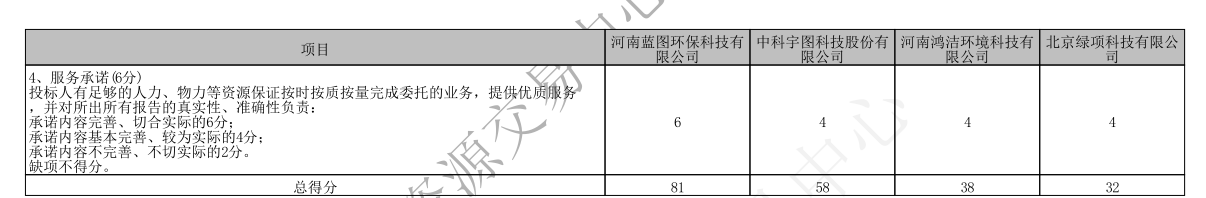 项目 河南蓝图环保科技有限公司 中科宇图科技股份有限公司 河南鸿洁环境科技有限公司 北京绿项科技有限公司
4、服务承诺(6分)
投标人有足够的人力、物力等资源保证按时按质按量完成委托的业务，提供优质服务
，并对所出所有报告的真实性、准确性负责：
承诺内容完善、切合实际的6分；
承诺内容基本完善、较为实际的4分；
承诺内容不完善、不切实际的2分。
缺项不得分。
6 4 4 4
总得分 81 58 38 32
资源交易中心
中心